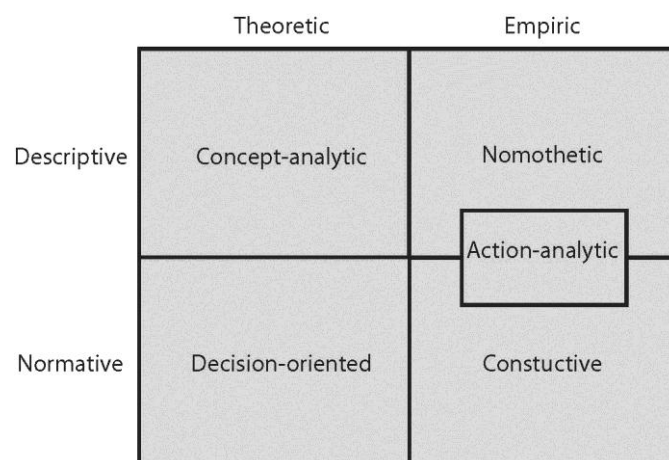 Theoretic Empiric
Descriptive Concept-analytic Nomothetic
Action-analytic
Normative Decision-oriented Constuctive